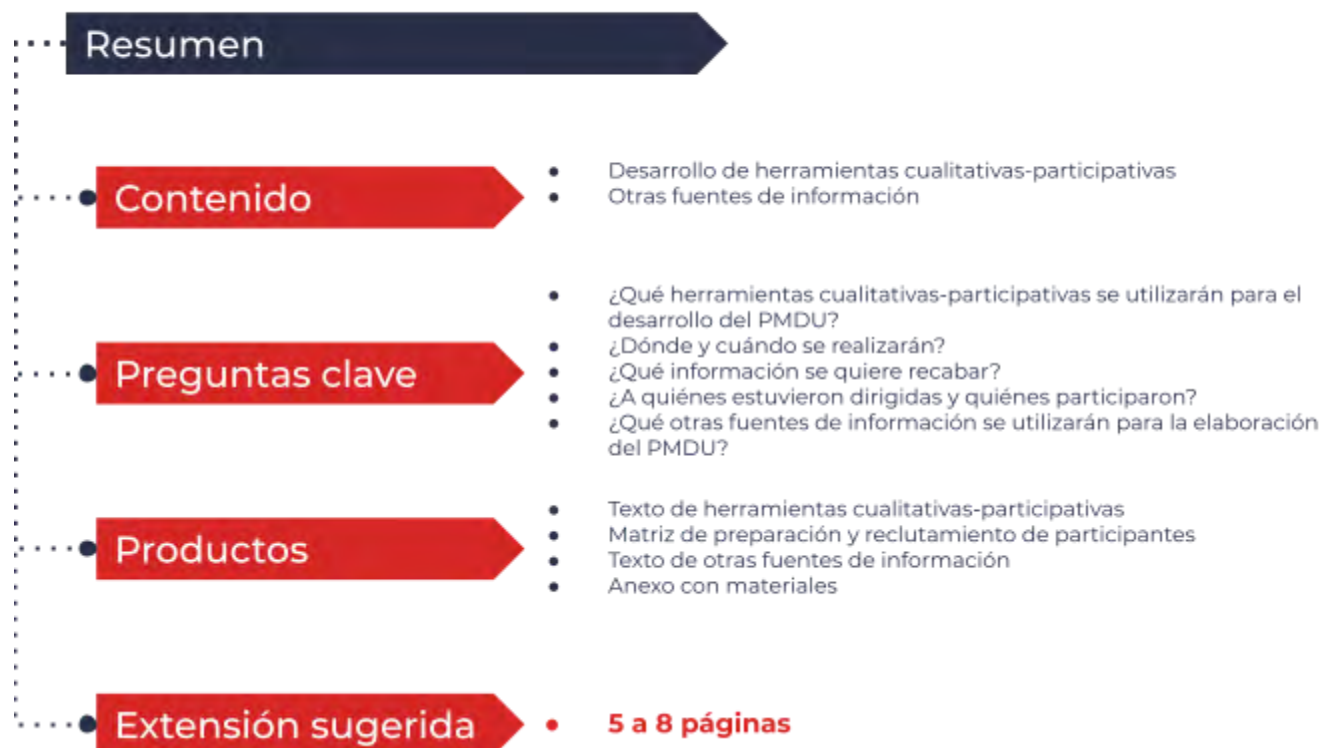 Resumen
Contenido
• Desarrollo de herramientas cualitativas-participativas
• Otras fuentes de información
Preguntas clave
• ¿Qué herramientas cualitativas-participativas se utilizarán para el
desarrollo del PMDU?
• ¿Dónde y cuándo se realizarán?
• ¿Qué información se quiere recabar?
• ¿A quiénes estuvieron dirigidas y quiénes participaron?
• ¿Qué otras fuentes de información se utilizarán para la elaboración
del PMDU?
Productos
• Texto de herramientas cualitativas-participativas
• Matriz de preparación y reclutamiento de participantes
• Texto de otras fuentes de información
• Anexo con materiales
Extensión sugerida
• 5 a 8 páginas